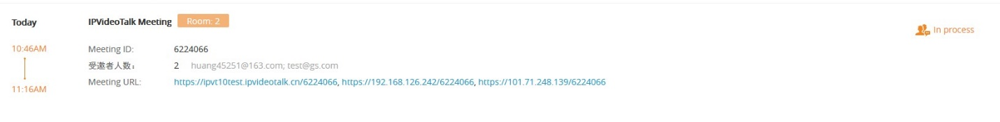 Today IPVideoTalk Meeting Room: 2
In process
10:46AM Meeting ID: 6224066
受邀者人数： 2 huang45251@163.com; test@gs.com
Meeting URL: https://ipvt10test.ipvideotalk.cn/6224066, https://192.168.126.242/6224066, https://101.71.248.139/6224066
11:16AM